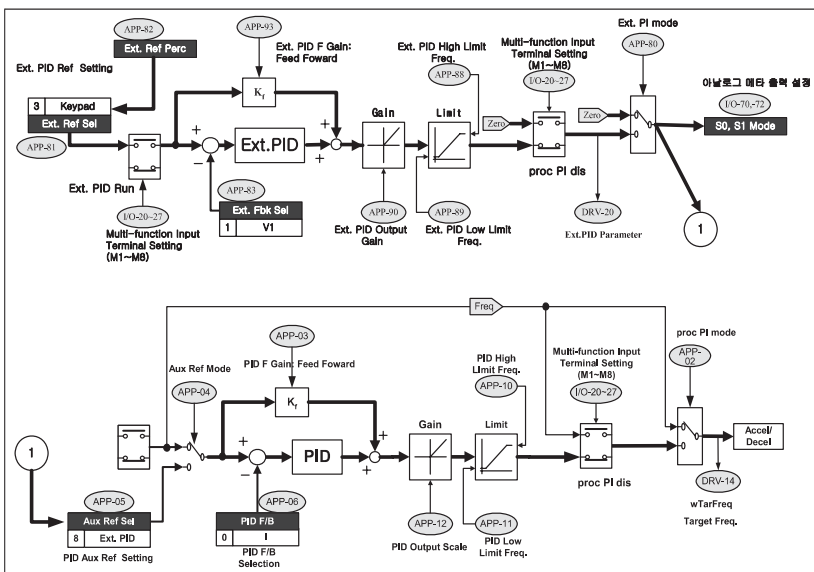 APP-82
Ext. Ref Perc
Ext. PID Ref Setting
3 Keypad
Ext. Ref Sel
APP-81
Ext. PID Run
I/O-20~27
Multi-function Input
Terminal Setting
(M1~M8)
APP-93
Ext. PID F Gain:
Feed Foward
Kf
+
−
Ext.PID
+
+
APP-83
Ext. Fbk Sel
1 V1
Gain
APP-90
Ext. PID Output
Gain
Ext. PID High Limit
Freq.
APP-88
Limit
APP-89
Ext. PID Low Limit
Freq.
Multi-function Input
Terminal Setting
(M1~M8)
I/O-20~27
Zero
proc PI dis
DRV-20
Ext.PID Parameter
Ext. PI mode
APP-80
Zero
아날로그 메타 출력 설정
I/O-70,-72
S0, S1 Mode
1
Freq
1
Aux Ref Mode
APP-04
APP-05
Aux Ref Sel
8 Ext. PID
PID Aux Ref Setting
APP-03
PID F Gain: Feed Foward
Kf
+
−
PID
+
+
APP-06
PID F/B
0 I
PID F/B
Selection
Gain
APP-12
PID Output Scale
PID High
LImit Freq.
APP-10
Limit
APP-11
PID Low
Limit Freq.
Multi-function Input
Terminal Setting
(M1~M8)
I/O-20~27
proc PI dis
proc PI mode
APP-
02
Accel/
Decel
DRV-14
wTarFreq
Target Freq.